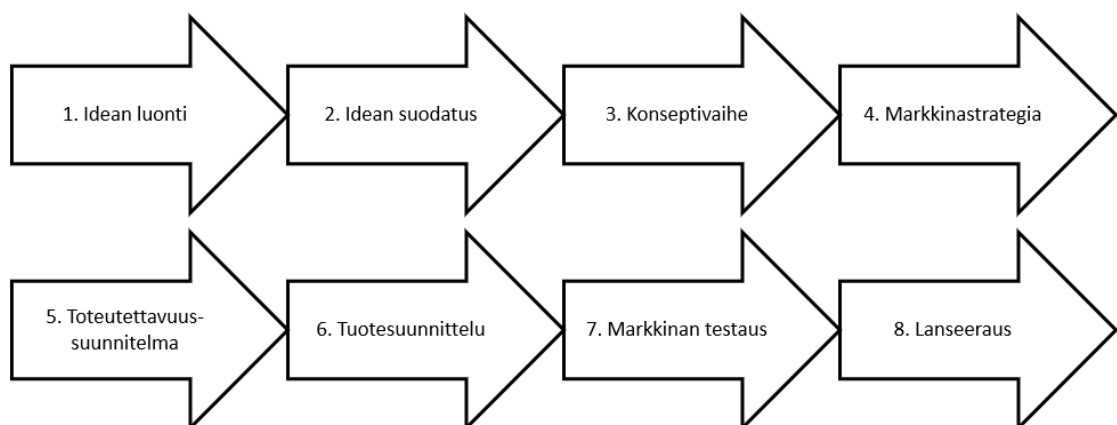 1. Idean luonti
2. Idean suodatus
3. Konseptivaihe
4. Markkinastrategia
5. Toteutettavuus-
suunnitelma
6. Tuotesuunnittelu
7. Markkinan testaus
8. Lanseeraus